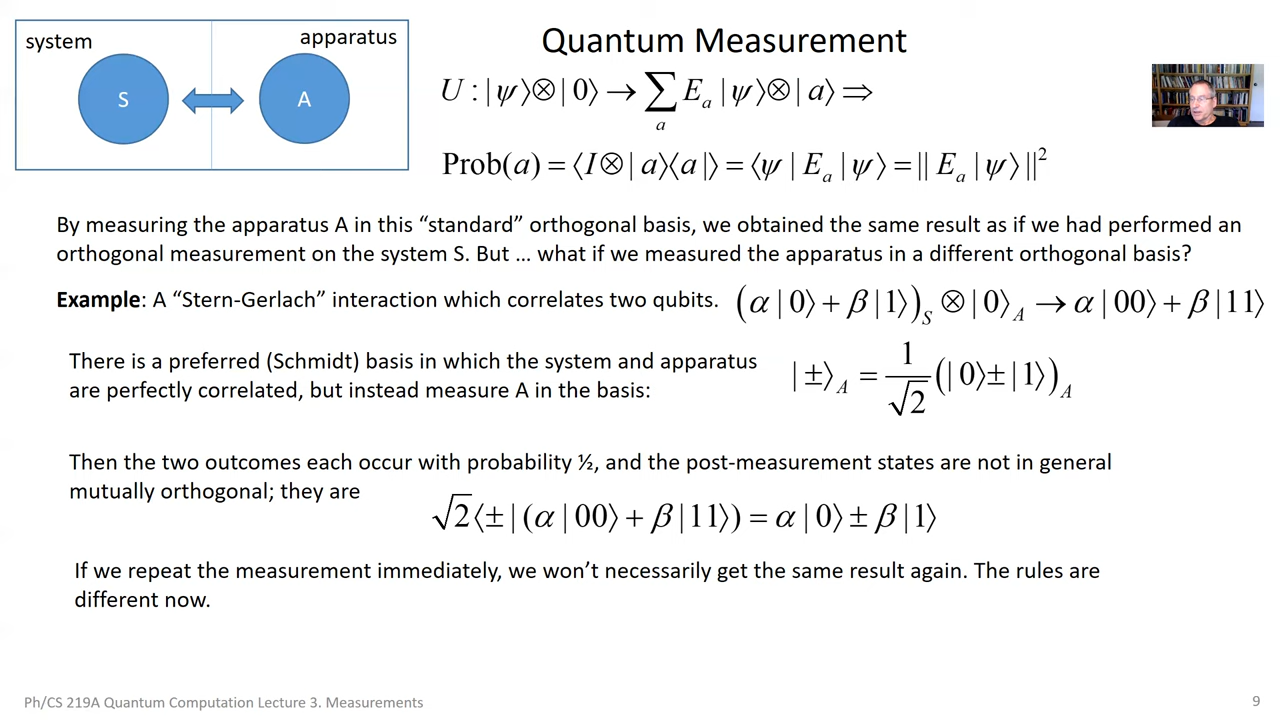 Quantum Measurement
system
apparatus
S
A
U : |ψ⟩⊗|0⟩ → ∑_a E_a |ψ⟩⊗|a⟩ ⇒
Prob(a) = ⟨I⊗|a⟩⟨a|⟩ = ⟨ψ|E_a|ψ⟩ = ||E_a|ψ⟩||²
By measuring the apparatus A in this “standard” orthogonal basis, we obtained the same result as if we had performed an
orthogonal measurement on the system S. But … what if we measured the apparatus in a different orthogonal basis?
Example: A “Stern-Gerlach” interaction which correlates two qubits. (α|0⟩ + β|1⟩)_S ⊗ |0⟩_A → α|00⟩ + β|11⟩
There is a preferred (Schmidt) basis in which the system and apparatus
are perfectly correlated, but instead measure A in the basis:
|±⟩_A = 1/√2 (|0⟩ ± |1⟩)_A
Then the two outcomes each occur with probability ½, and the post-measurement states are not in general
mutually orthogonal; they are
√2⟨±|(α|00⟩ + β|11⟩) = α|0⟩ ± β|1⟩
If we repeat the measurement immediately, we won’t necessarily get the same result again. The rules are
different now.
Ph/CS 219A Quantum Computation Lecture 3. Measurements
9